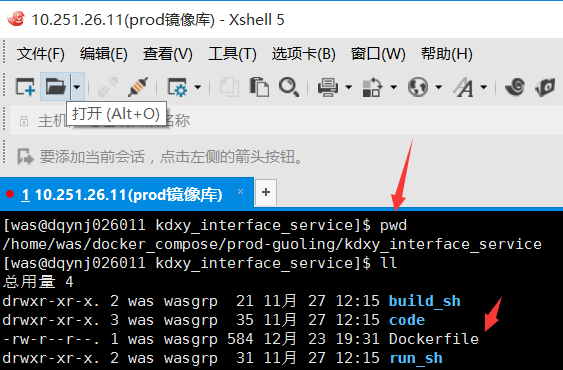 10.251.26.11(prod镜像库) - Xshell 5
文件(F) 编辑(E) 查看(V) 工具(T) 选项卡(B) 窗口(W) 帮助(H)
打开 (Alt+O)
主机, 名称
要添加当前会话，点击左侧的箭头按钮。
1 10.251.26.11(prod镜像库) × +
[was@dqynj026011 kdxy_interface_service]$ pwd
/home/was/docker_compose/prod-guoling/kdxy_interface_service
[was@dqynj026011 kdxy_interface_service]$ ll
总用量 4
drwxr-xr-x. 2 was wasgrp  21 11月 27 12:15 build_sh
drwxr-xr-x. 3 was wasgrp  35 11月 27 12:15 code
-rw-r--r--. 1 was wasgrp 584 12月 23 19:31 Dockerfile
drwxr-xr-x. 2 was wasgrp  31 11月 27 12:15 run_sh